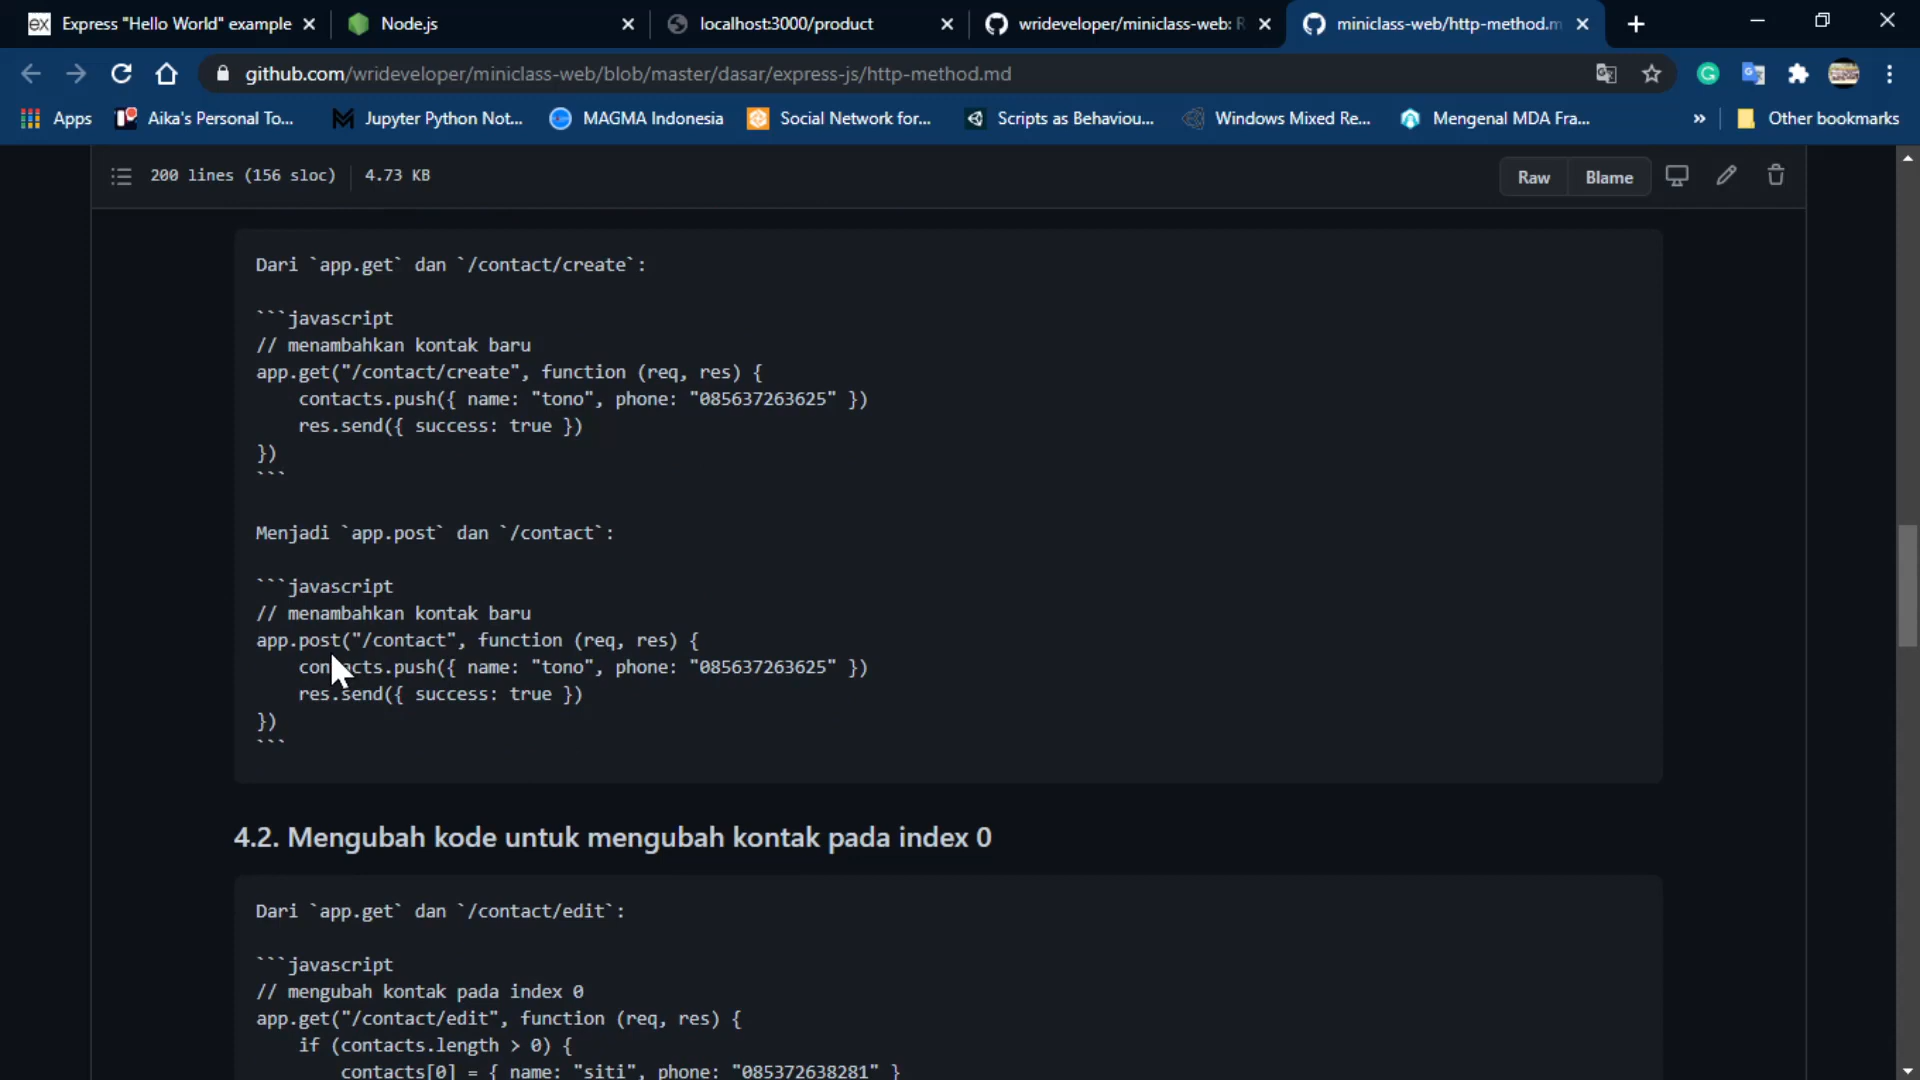 Express "Hello World" example
Node.js
localhost:3000/product
wrideveloper/miniclass-web: R
miniclass-web/http-method.m
github.com/wrideveloper/miniclass-web/blob/master/dasar/express-js/http-method.md
Apps
Aika's Personal To...
Jupyter Python Not...
MAGMA Indonesia
Social Network for...
Scripts as Behaviou...
Windows Mixed Re...
Mengenal MDA Fra...
»
Other bookmarks
200 lines (156 sloc)
4.73 KB
Raw
Blame
Dari `app.get` dan `/contact/create`:
```javascript
// menambahkan kontak baru
app.get("/contact/create", function (req, res) {
    contacts.push({ name: "tono", phone: "085637263625" })
    res.send({ success: true })
})
```
Menjadi `app.post` dan `/contact`:
```javascript
// menambahkan kontak baru
app.post("/contact", function (req, res) {
    contacts.push({ name: "tono", phone: "085637263625" })
    res.send({ success: true })
})
```
4.2. Mengubah kode untuk mengubah kontak pada index 0
Dari `app.get` dan `/contact/edit`:
```javascript
// mengubah kontak pada index 0
app.get("/contact/edit", function (req, res) {
    if (contacts.length > 0) {
        contacts[0] = { name: "siti", phone: "085372638281" }